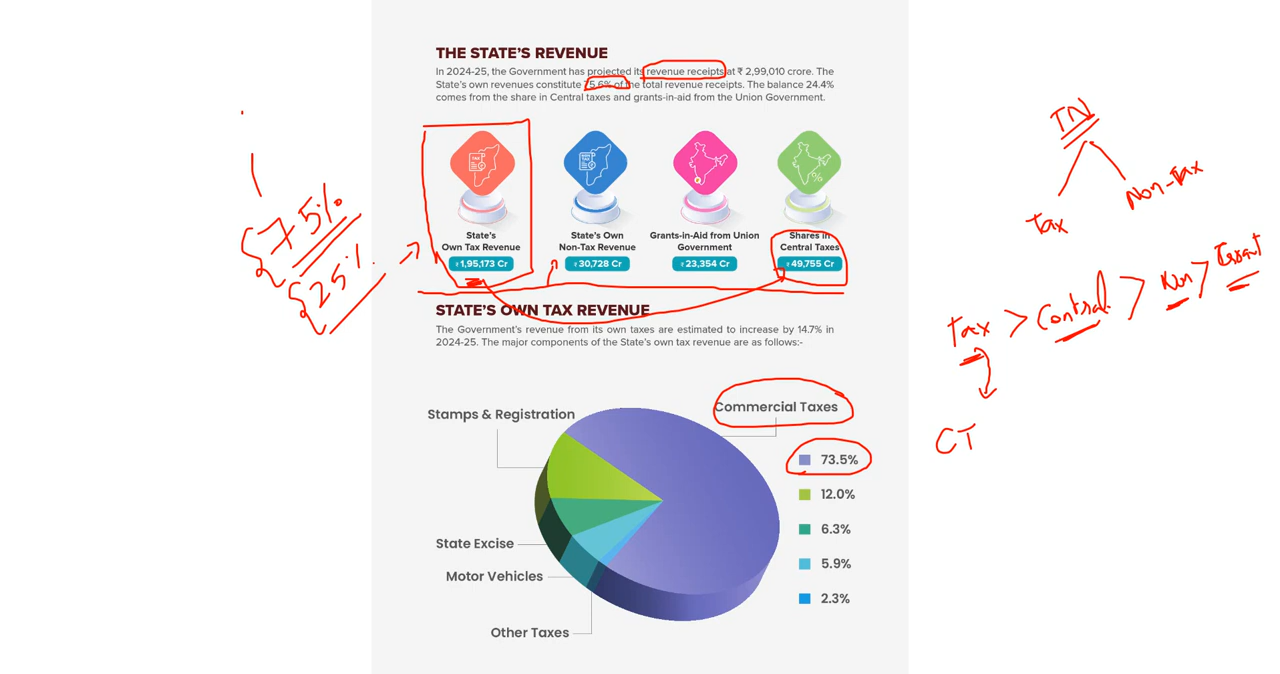 THE STATE'S REVENUE
In 2024-25, the Government has projected its revenue receipts at ₹ 2,99,010 crore. The
State's own revenues constitute 75.6% of the total revenue receipts. The balance 24.4%
comes from the share in Central taxes and grants-in-aid from the Union Government.
State's
Own Tax Revenue
₹1,95,173 Cr
State's Own
Non-Tax Revenue
₹30,728 Cr
Grants-in-Aid from Union
Government
₹23,354 Cr
Shares in
Central Taxes
₹49,755 Cr
STATE'S OWN TAX REVENUE
The Government's revenue from its own taxes are estimated to increase by 14.7% in
2024-25. The major components of the State's own tax revenue are as follows:-
Stamps & Registration
Commercial Taxes
State Excise
Motor Vehicles
Other Taxes
73.5%
12.0%
6.3%
5.9%
2.3%
75%
25%
TN
Tax
Non-Tax
Tax > Central > Non > Grant
CT